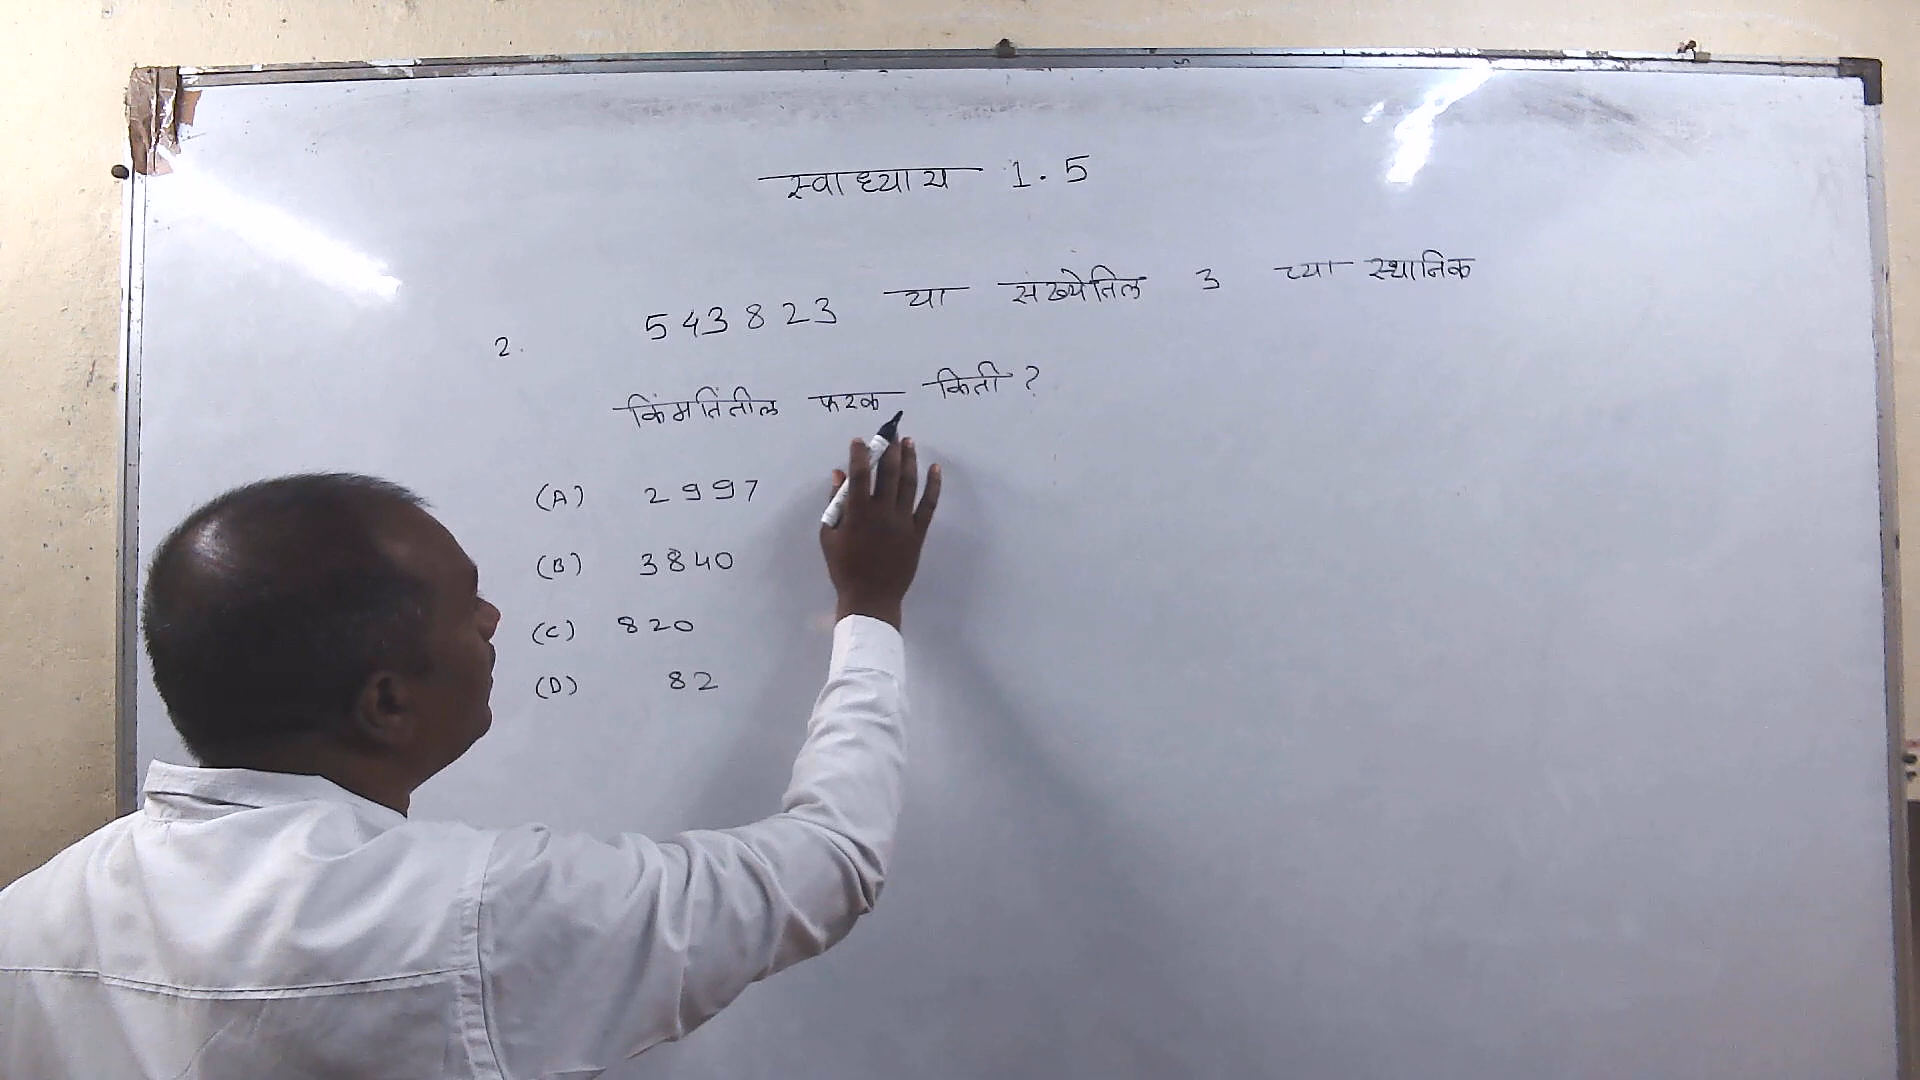 स्वाध्याय 1.5
2. 543823 या संख्येतिल 3 च्या स्थानिक
किंमतिंतील फरक किती ?
(A) 2997
(B) 3840
(C) 820
(D) 82